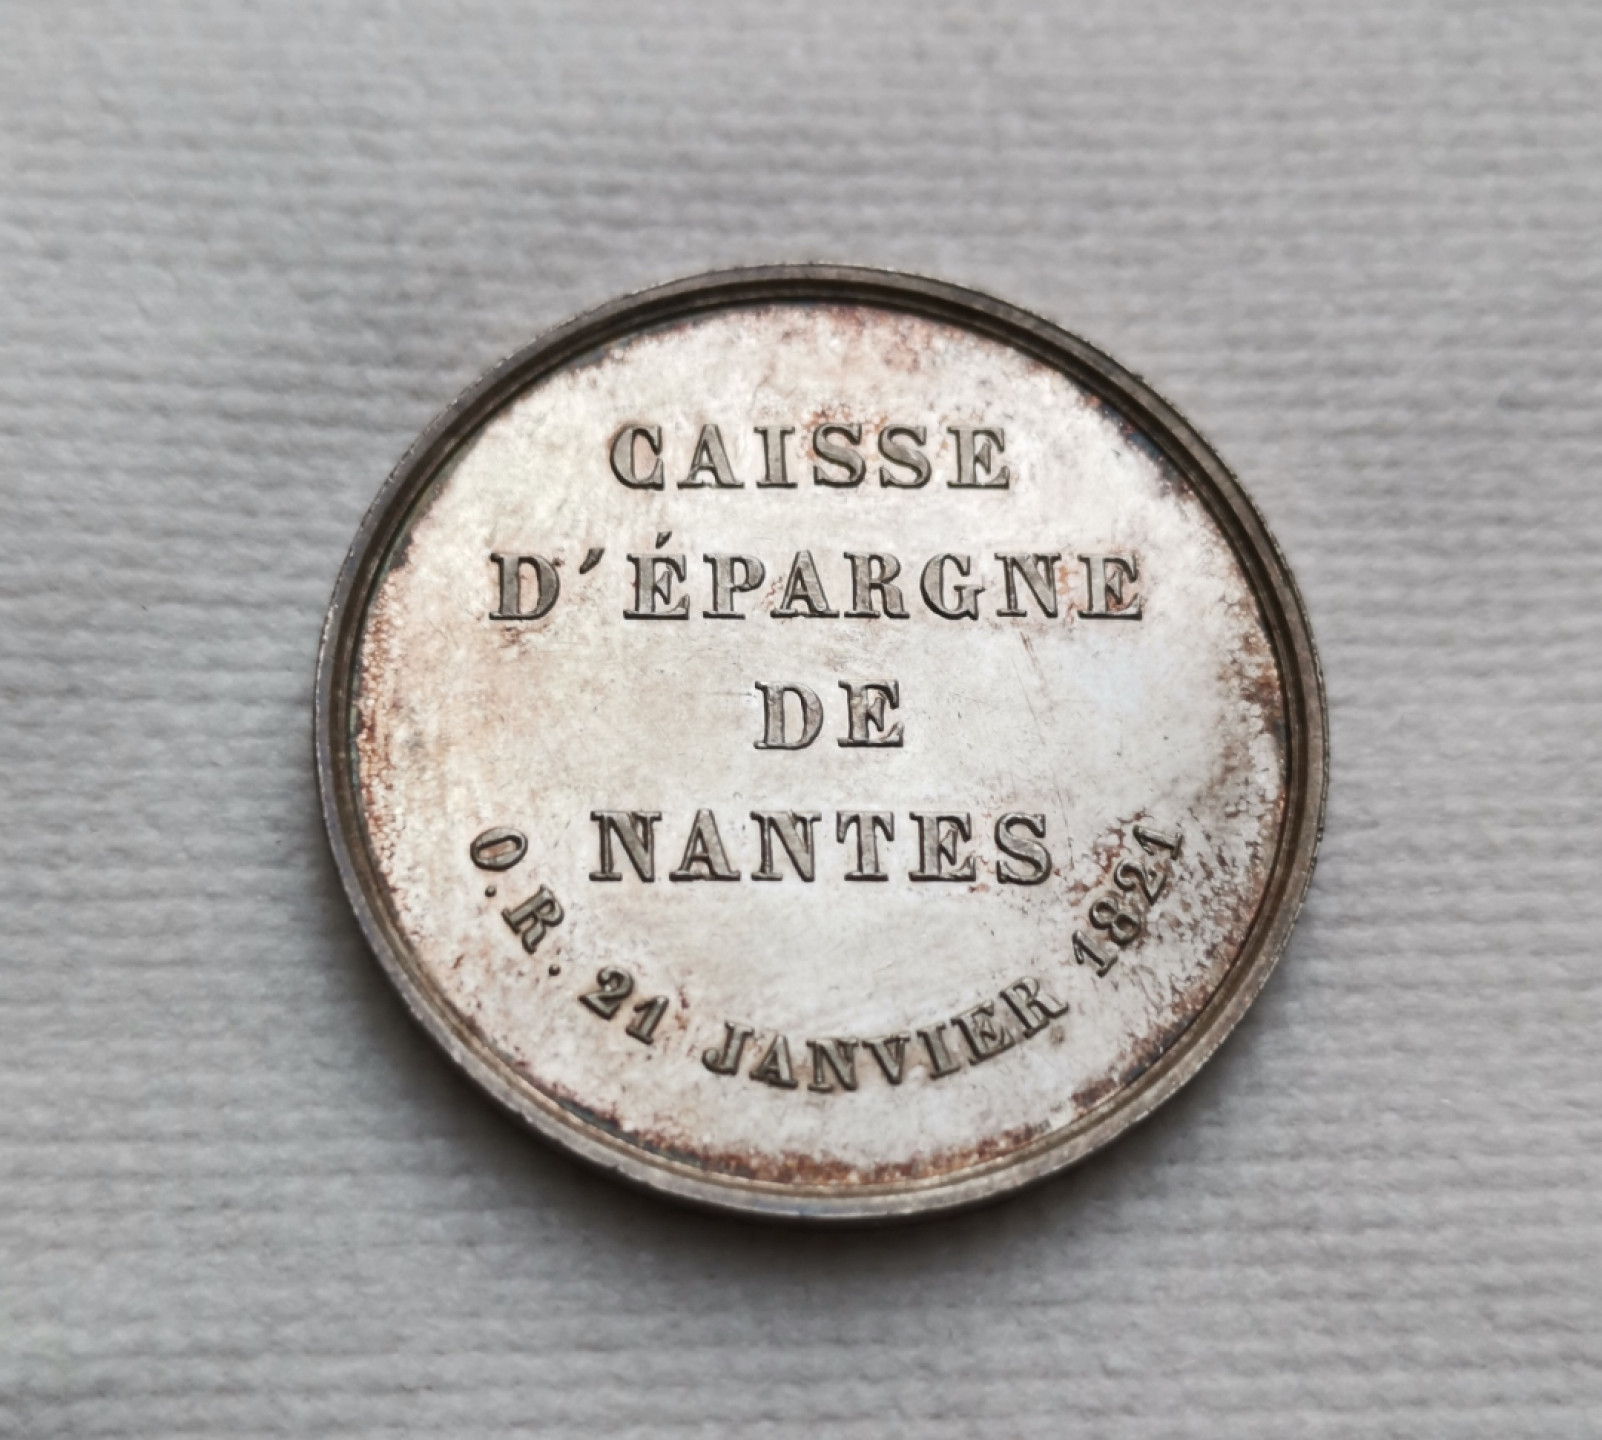 CAISSE
D'ÉPARGNE
DE
NANTES
O.R. 21 JANVIER 1821